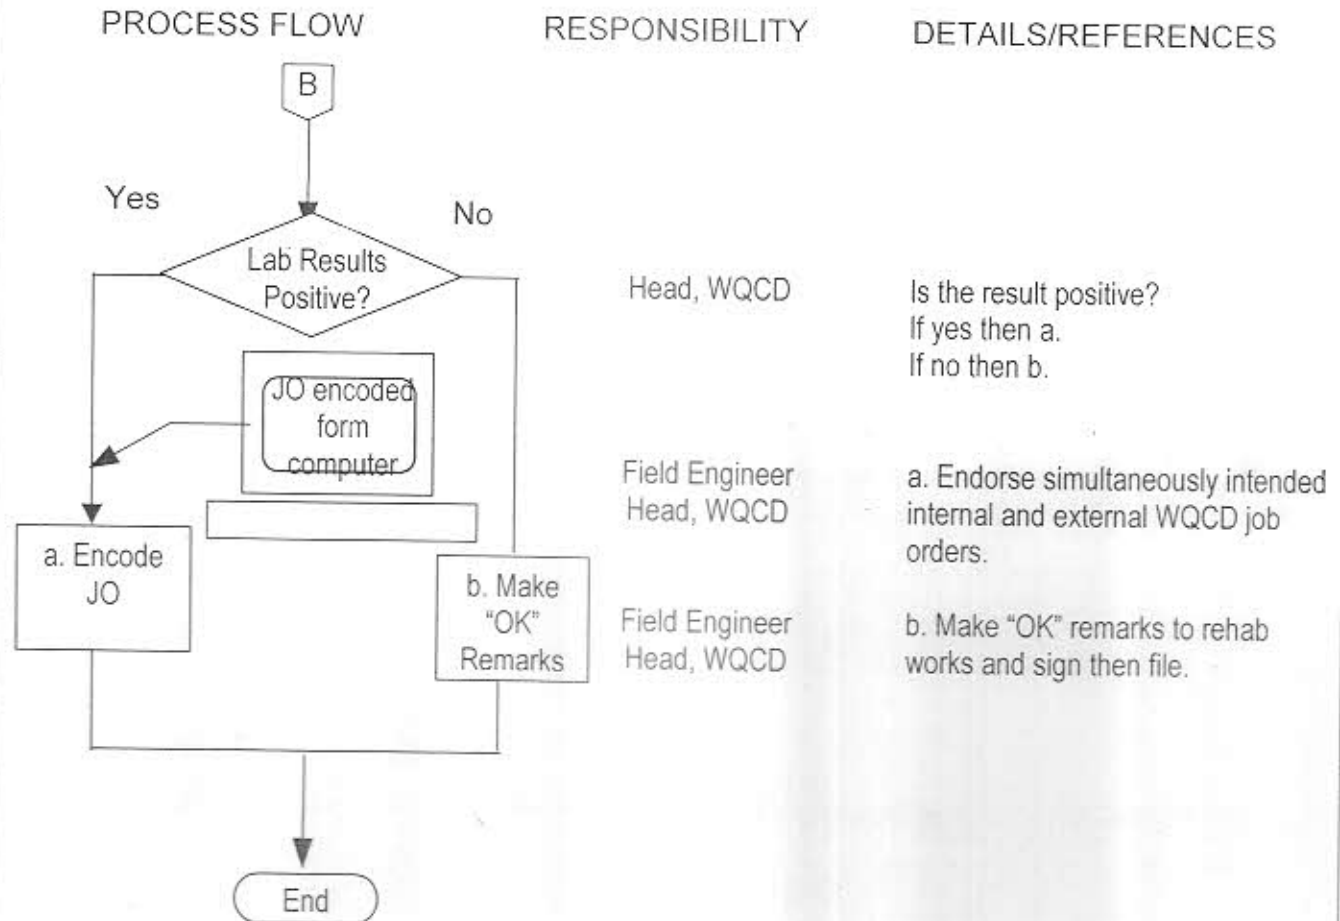 PROCESS FLOW
RESPONSIBILITY
DETAILS/REFERENCES
B
Yes
No
Lab Results
Positive?
Head, WQCD
Is the result positive?
If yes then a.
If no then b.
JO encoded
form
computer
Field Engineer
Head, WQCD
a. Endorse simultaneously intended
internal and external WQCD job
orders.
a. Encode
JO
b. Make
“OK”
Remarks
Field Engineer
Head, WQCD
b. Make “OK” remarks to rehab
works and sign then file.
End